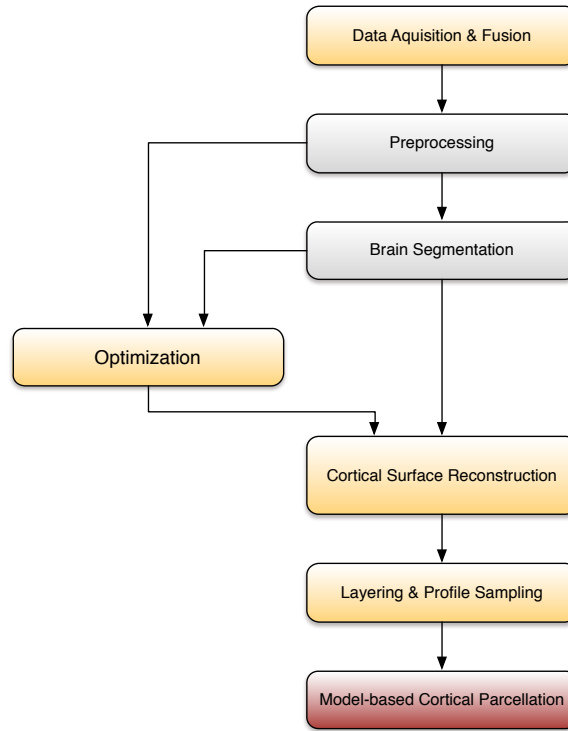 Data Aquisition & Fusion
Preprocessing
Brain Segmentation
Optimization
Cortical Surface Reconstruction
Layering & Profile Sampling
Model-based Cortical Parcellation